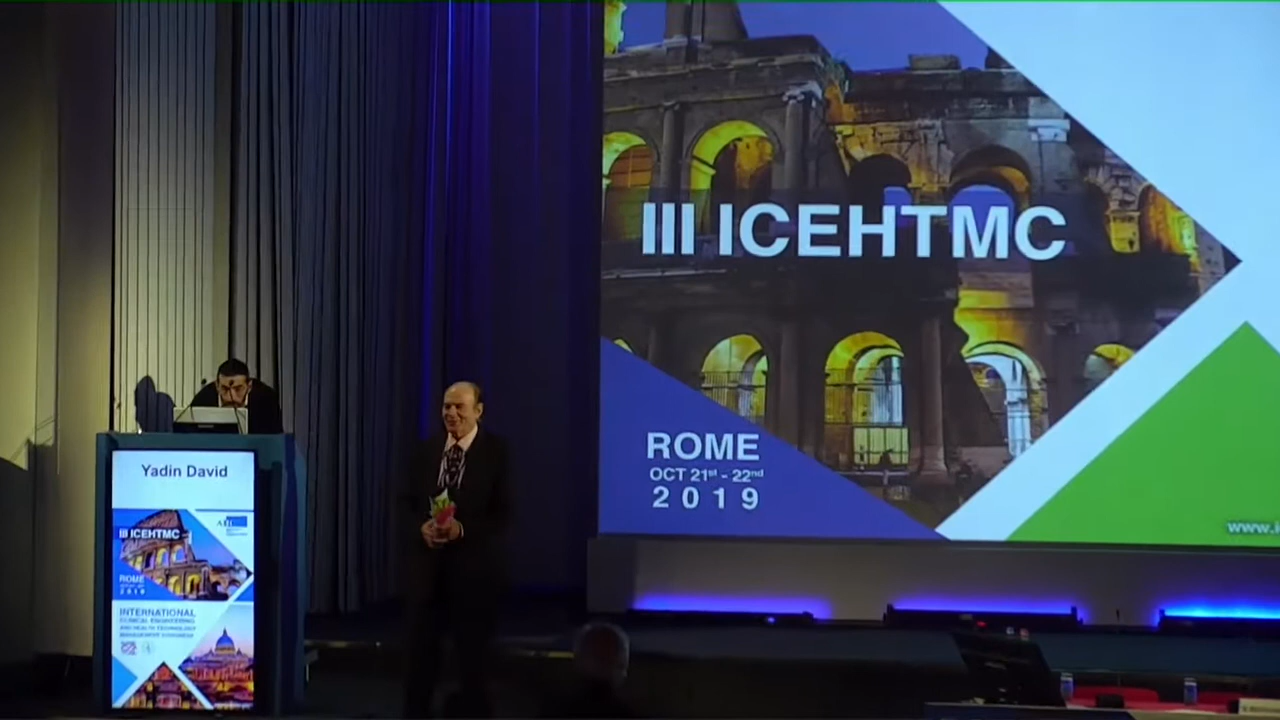 III ICEHTMC
ROME
OCT 21st - 22nd
2019
www.i
Yadin David
III ICEHTMC
ROME
2019
INTERNATIONAL
CLINICAL ENGINEERING
AND HEALTH TECHNOLOGY
MANAGEMENT CONGRESS